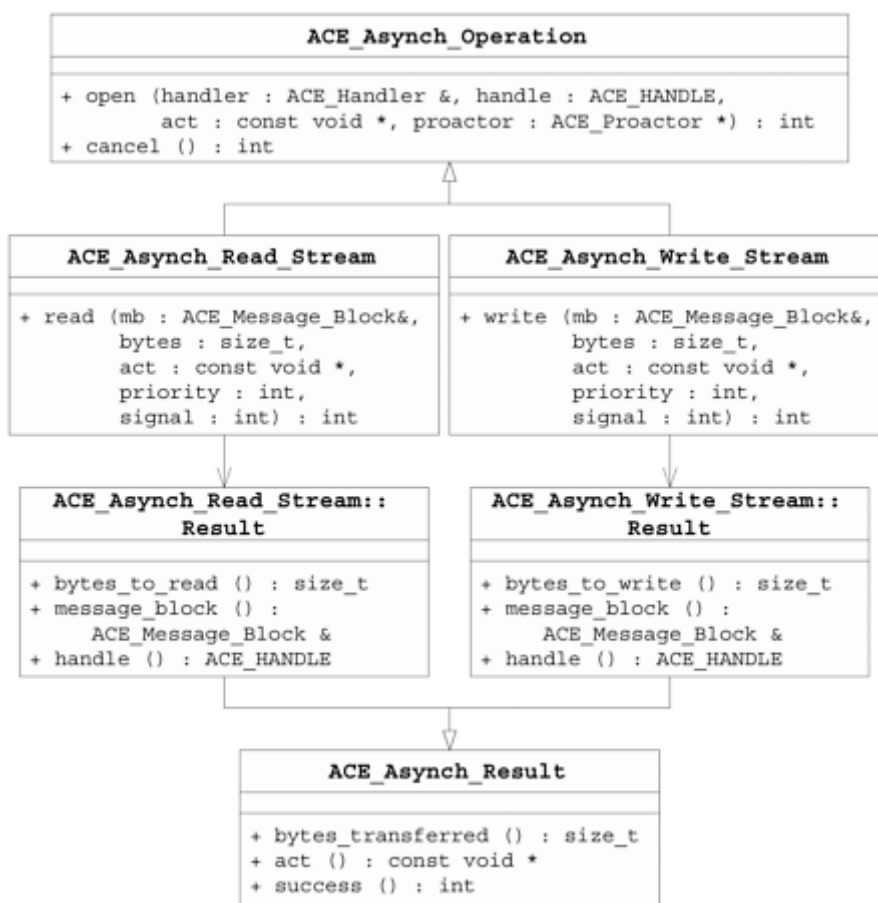 ACE_Asynch_Operation
+ open (handler : ACE_Handler &, handle : ACE_HANDLE,
act : const void *, proactor : ACE_Proactor *) : int
+ cancel () : int
ACE_Asynch_Read_Stream
+ read (mb : ACE_Message_Block&,
bytes : size_t,
act : const void *,
priority : int,
signal : int) : int
ACE_Asynch_Write_Stream
+ write (mb : ACE_Message_Block&,
bytes : size_t,
act : const void *,
priority : int,
signal : int) : int
ACE_Asynch_Read_Stream::
Result
+ bytes_to_read () : size_t
+ message_block () :
ACE_Message_Block &
+ handle () : ACE_HANDLE
ACE_Asynch_Write_Stream::
Result
+ bytes_to_write () : size_t
+ message_block () :
ACE_Message_Block &
+ handle () : ACE_HANDLE
ACE_Asynch_Result
+ bytes_transferred () : size_t
+ act () : const void *
+ success () : int